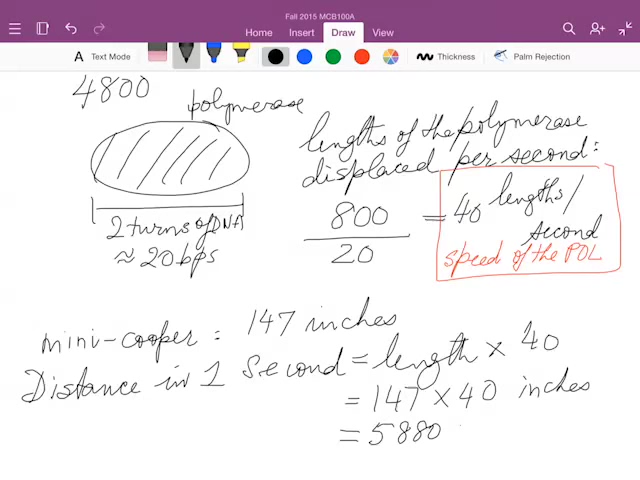 Fall 2015 MCB100A
Home Insert Draw View
A Text Mode Thickness Palm Rejection
4800
polymerase
lengths of the polymerase
displaced per second:
2 turns of DNA
≈ 20 bps
800
20
= 40 lengths/
second
speed of the POL
mini-cooper = 147 inches
Distance in 1 second = length × 40
= 147 × 40 inches
= 5880